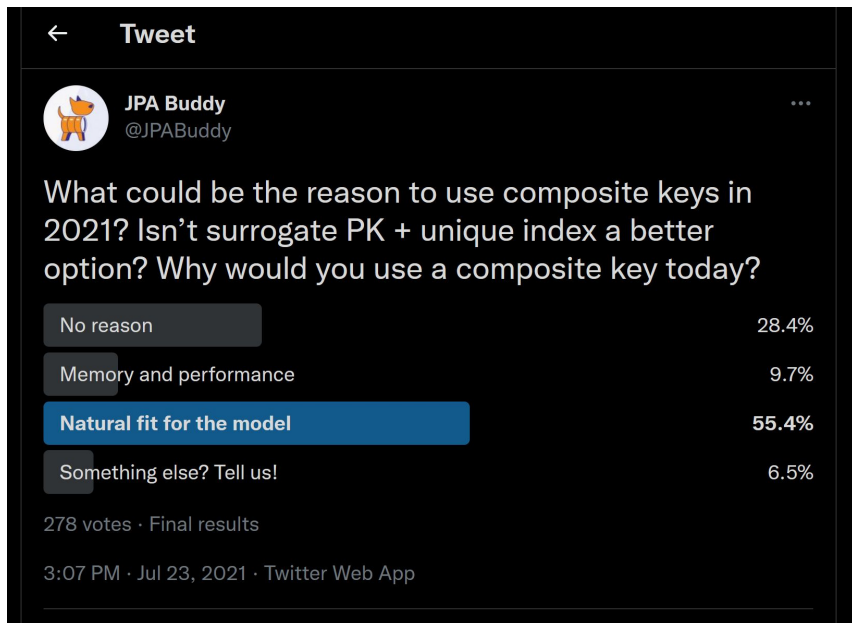 Tweet
JPA Buddy
@JPABuddy
What could be the reason to use composite keys in
2021? Isn’t surrogate PK + unique index a better
option? Why would you use a composite key today?
No reason 28.4%
Memory and performance 9.7%
Natural fit for the model 55.4%
Something else? Tell us! 6.5%
278 votes · Final results
3:07 PM · Jul 23, 2021 · Twitter Web App